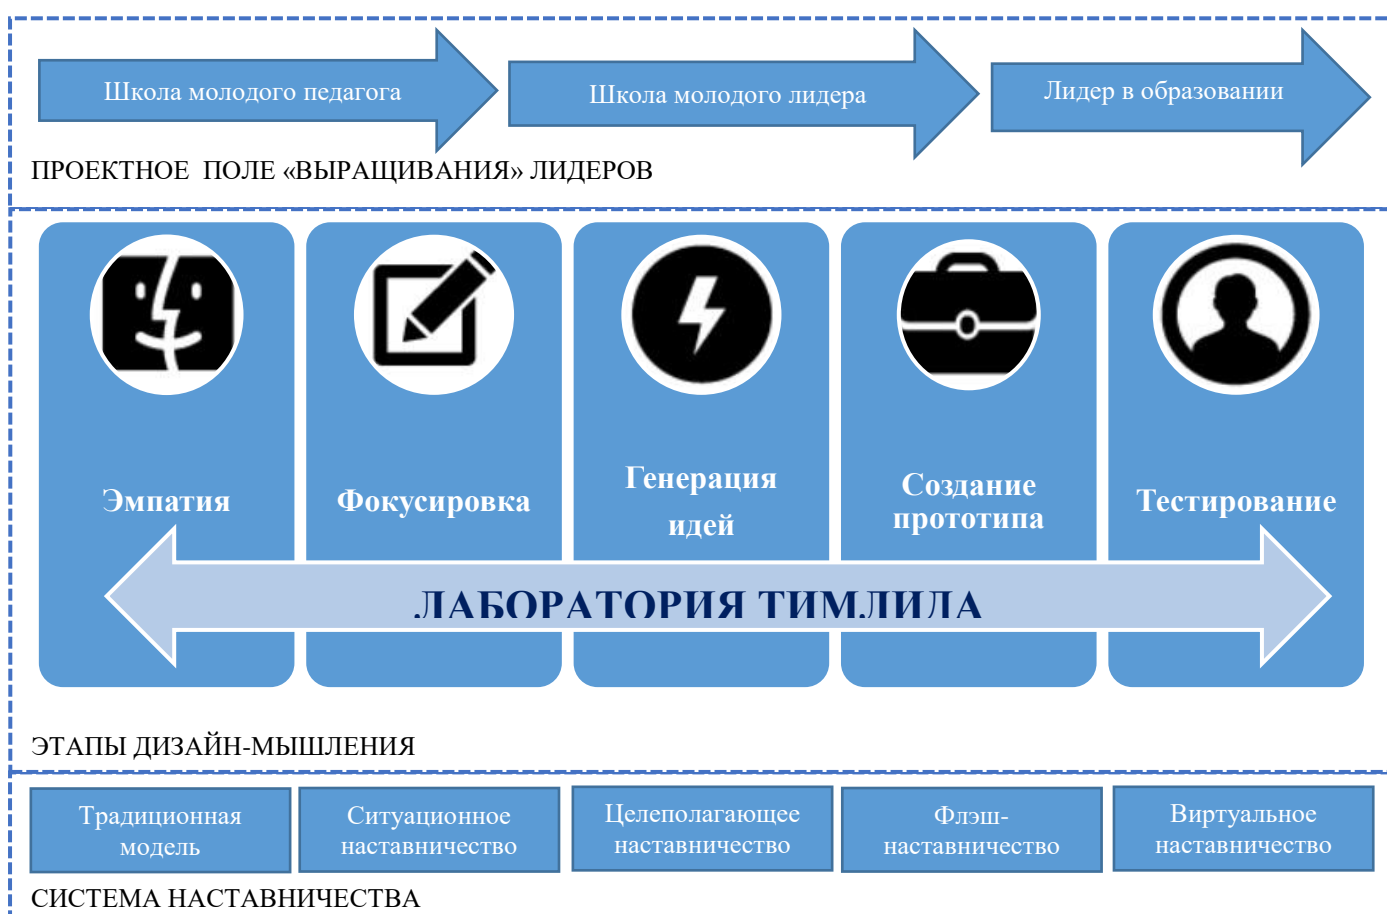 Школа молодого педагога
Школа молодого лидера
Лидер в образовании
ПРОЕКТНОЕ ПОЛЕ «ВЫРАЩИВАНИЯ» ЛИДЕРОВ
Эмпатия
Фокусировка
Генерация
идей
Создание
прототипа
Тестирование
ЛАБОРАТОРИЯ ТИМЛИДА
ЭТАПЫ ДИЗАЙН-МЫШЛЕНИЯ
Традиционная
модель
Ситуационное
наставничество
Целеполагающее
наставничество
Флэш-
наставничество
Виртуальное
наставничество
СИСТЕМА НАСТАВНИЧЕСТВА